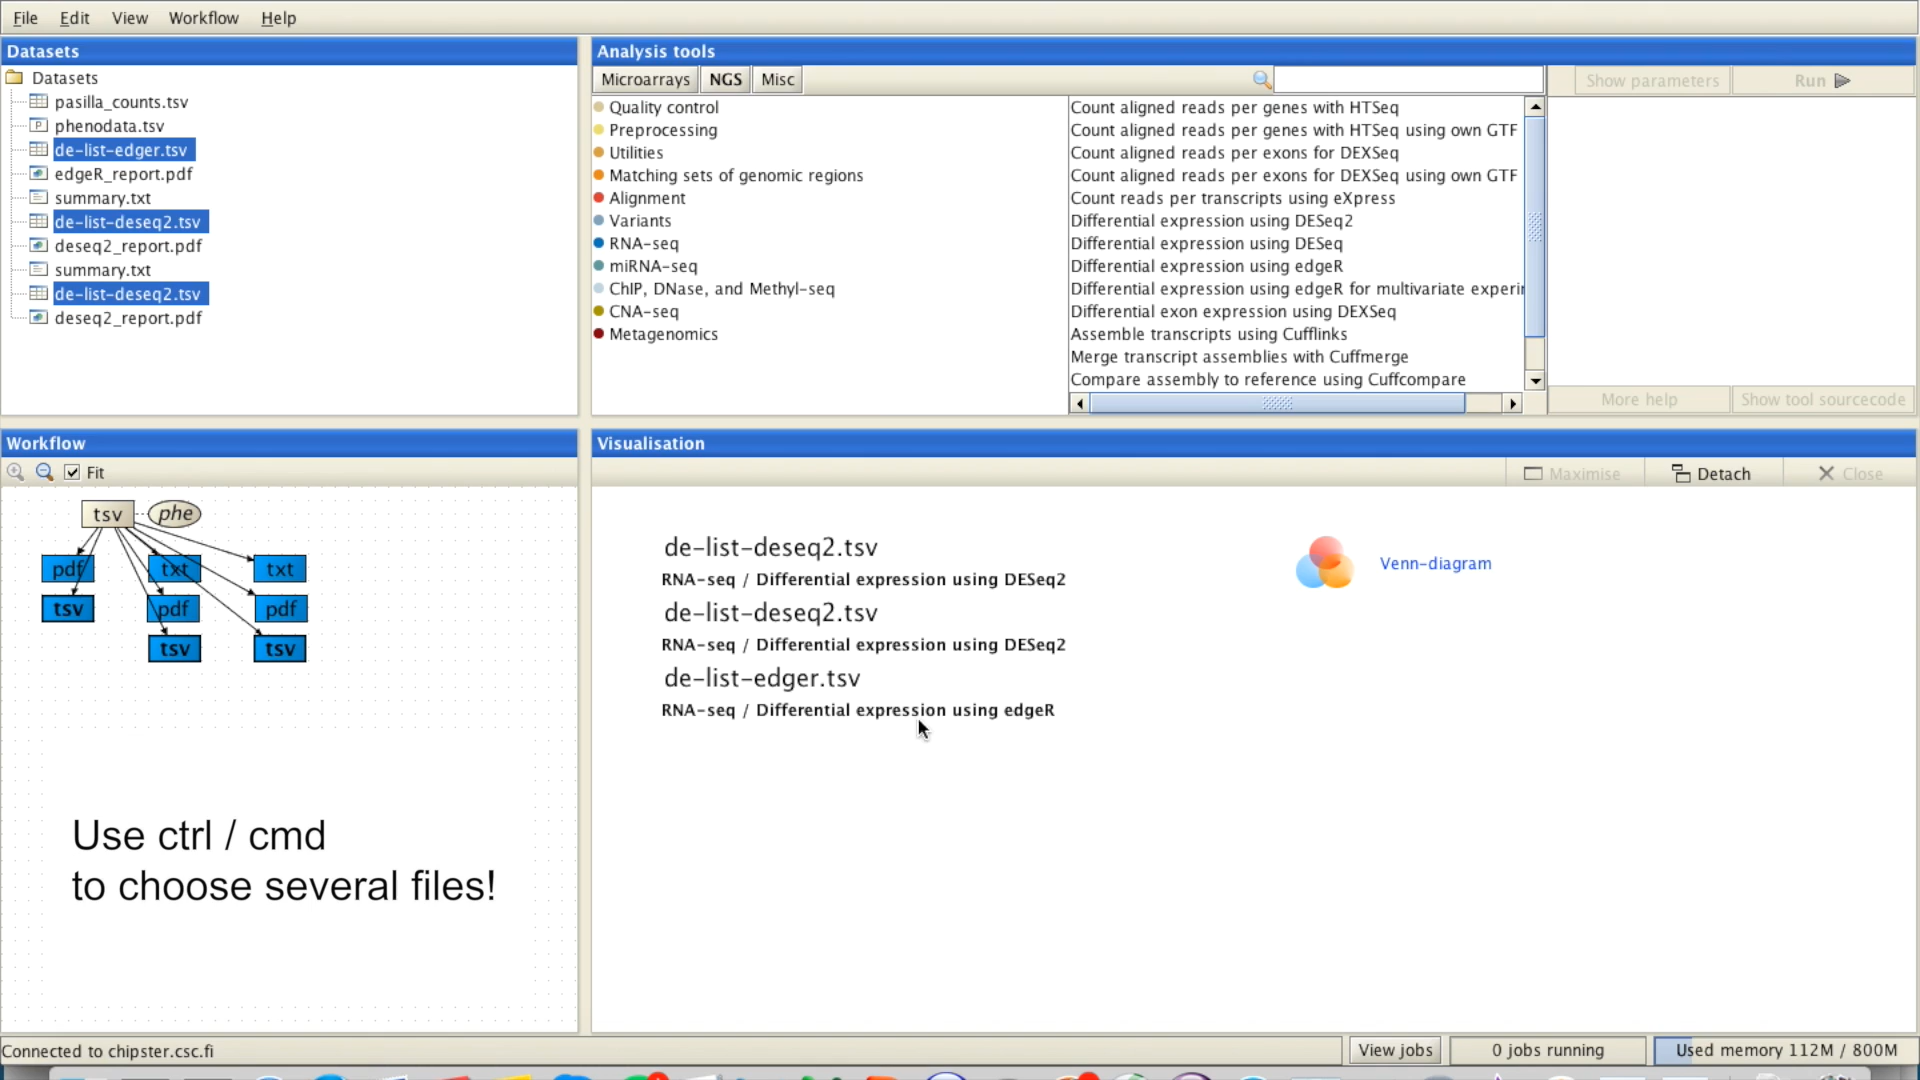 File Edit View Workflow Help
Datasets
Datasets
pasilla_counts.tsv
phenodata.tsv
de-list-edger.tsv
edgeR_report.pdf
summary.txt
de-list-deseq2.tsv
deseq2_report.pdf
summary.txt
de-list-deseq2.tsv
deseq2_report.pdf
Analysis tools
Microarrays NGS Misc
Show parameters Run
Quality control
Preprocessing
Utilities
Matching sets of genomic regions
Alignment
Variants
RNA-seq
miRNA-seq
ChIP, DNase, and Methyl-seq
CNA-seq
Metagenomics
Count aligned reads per genes with HTSeq
Count aligned reads per genes with HTSeq using own GTF
Count aligned reads per exons for DEXSeq
Count aligned reads per exons for DEXSeq using own GTF
Count reads per transcripts using eXpress
Differential expression using DESeq2
Differential expression using DESeq
Differential expression using edgeR
Differential expression using edgeR for multivariate experin
Differential exon expression using DEXSeq
Assemble transcripts using Cufflinks
Merge transcript assemblies with Cuffmerge
Compare assembly to reference using Cuffcompare
More help Show tool sourcecode
Workflow
Fit
tsv phe
pdf txt txt
tsv pdf pdf
tsv tsv
Use ctrl / cmd
to choose several files!
Visualisation
Maximise Detach Close
de-list-deseq2.tsv
RNA-seq / Differential expression using DESeq2
de-list-deseq2.tsv
RNA-seq / Differential expression using DESeq2
de-list-edger.tsv
RNA-seq / Differential expression using edgeR
Venn-diagram
Connected to chipster.csc.fi
View jobs 0 jobs running Used memory 112M / 800M